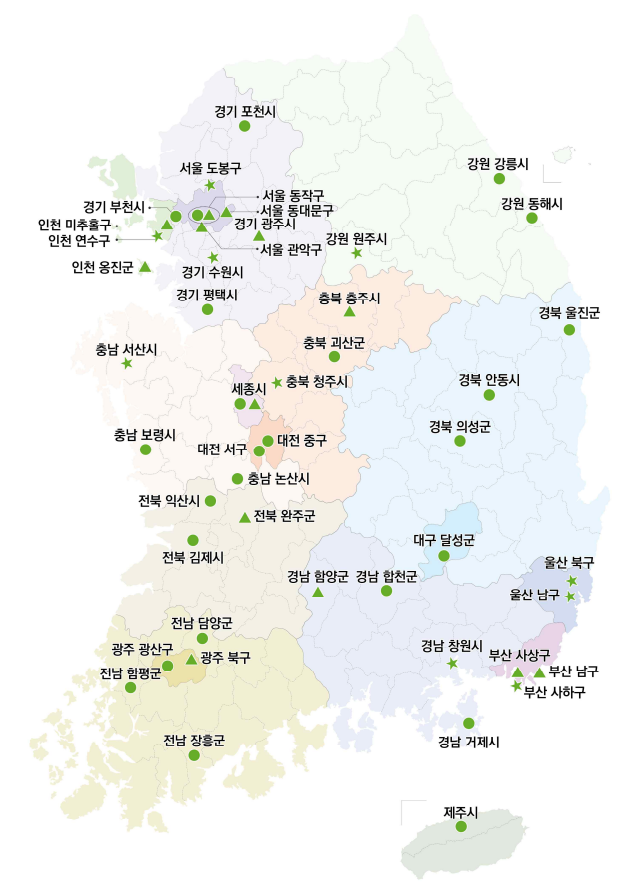 경기 포천시
서울 도봉구
강원 강릉시
서울 동작구
강원 동해시
경기 부천시
서울 동대문구
인천 미추홀구
경기 광주시
인천 연수구
강원 원주시
서울 관악구
인천 옹진군
경기 수원시
경기 평택시
충북 충주시
경북 울진군
충북 괴산군
충남 서산시
경북 안동시
충북 청주시
세종시
경북 의성군
충남 보령시
대전 중구
대전 서구
충남 논산시
전북 익산시
전북 완주군
대구 달성군
전북 김제시
울산 북구
경남 함양군
경남 합천군
울산 남구
전남 담양군
경남 창원시
광주 광산구
부산 사상구
광주 북구
전남 함평군
부산 남구
부산 사하구
전남 장흥군
경남 거제시
제주시